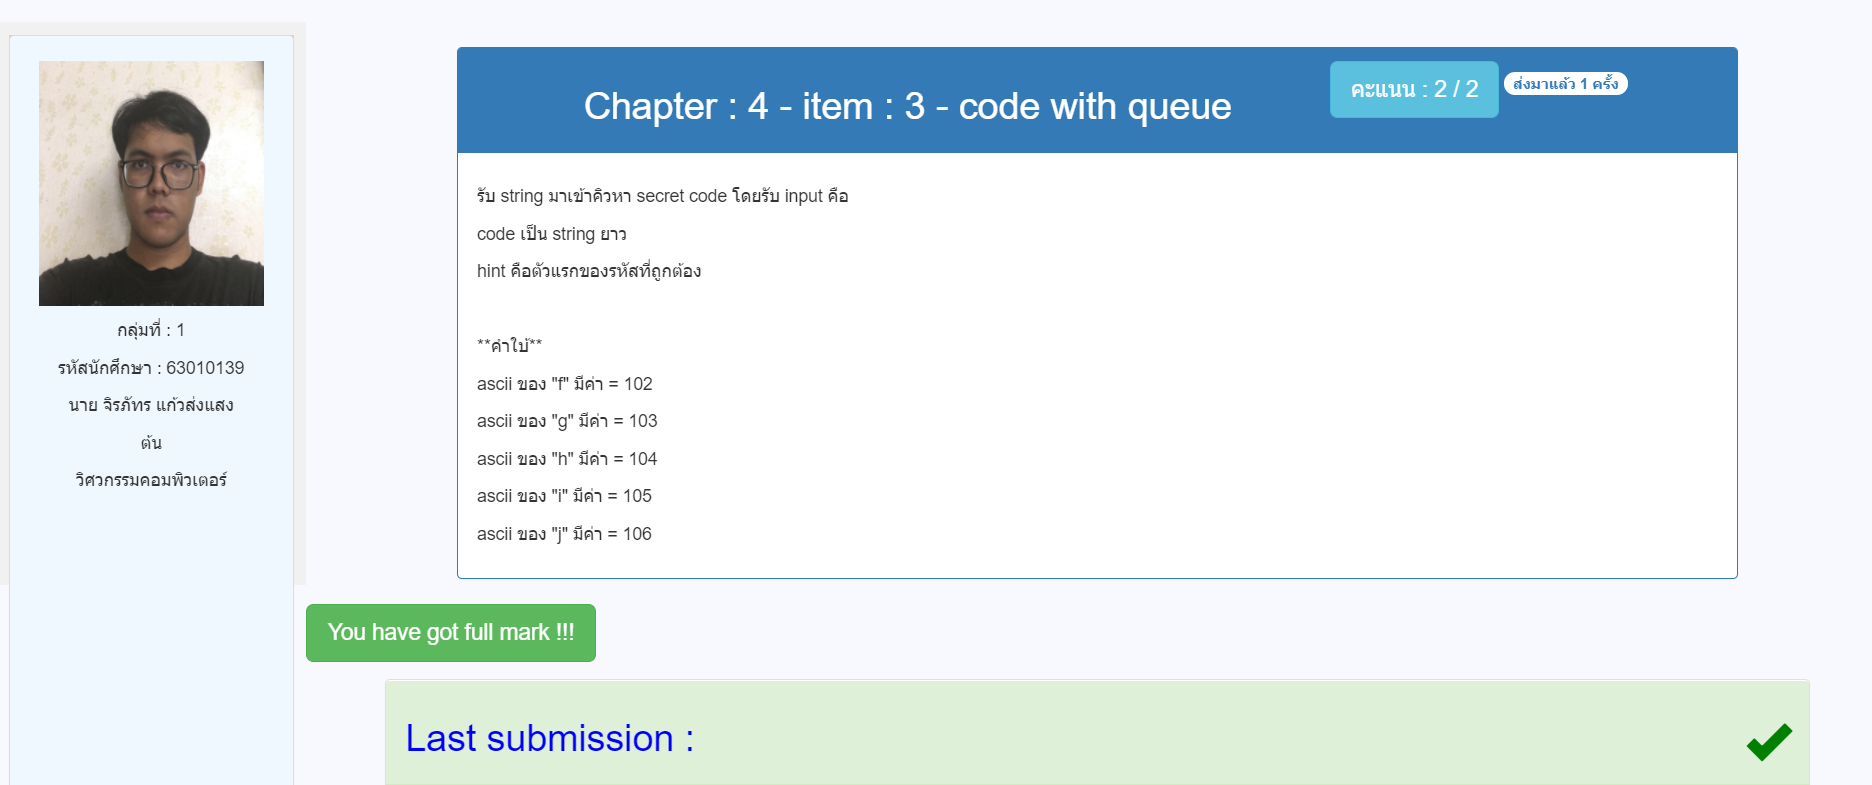 กลุ่มที่ : 1
รหัสนักศึกษา : 63010139
นาย จิรภัทร แก้วส่งแสง
ต้น
วิศวกรรมคอมพิวเตอร์
Chapter : 4 - item : 3 - code with queue
คะแนน : 2 / 2
ส่งมาแล้ว 1 ครั้ง
รับ string มาเข้าคิวหา secret code โดยรับ input คือ
code เป็น string ยาว
hint คือตัวแรกของรหัสที่ถูกต้อง
**คำใบ้**
ascii ของ "f" มีค่า = 102
ascii ของ "g" มีค่า = 103
ascii ของ "h" มีค่า = 104
ascii ของ "i" มีค่า = 105
ascii ของ "j" มีค่า = 106
You have got full mark !!!
Last submission :